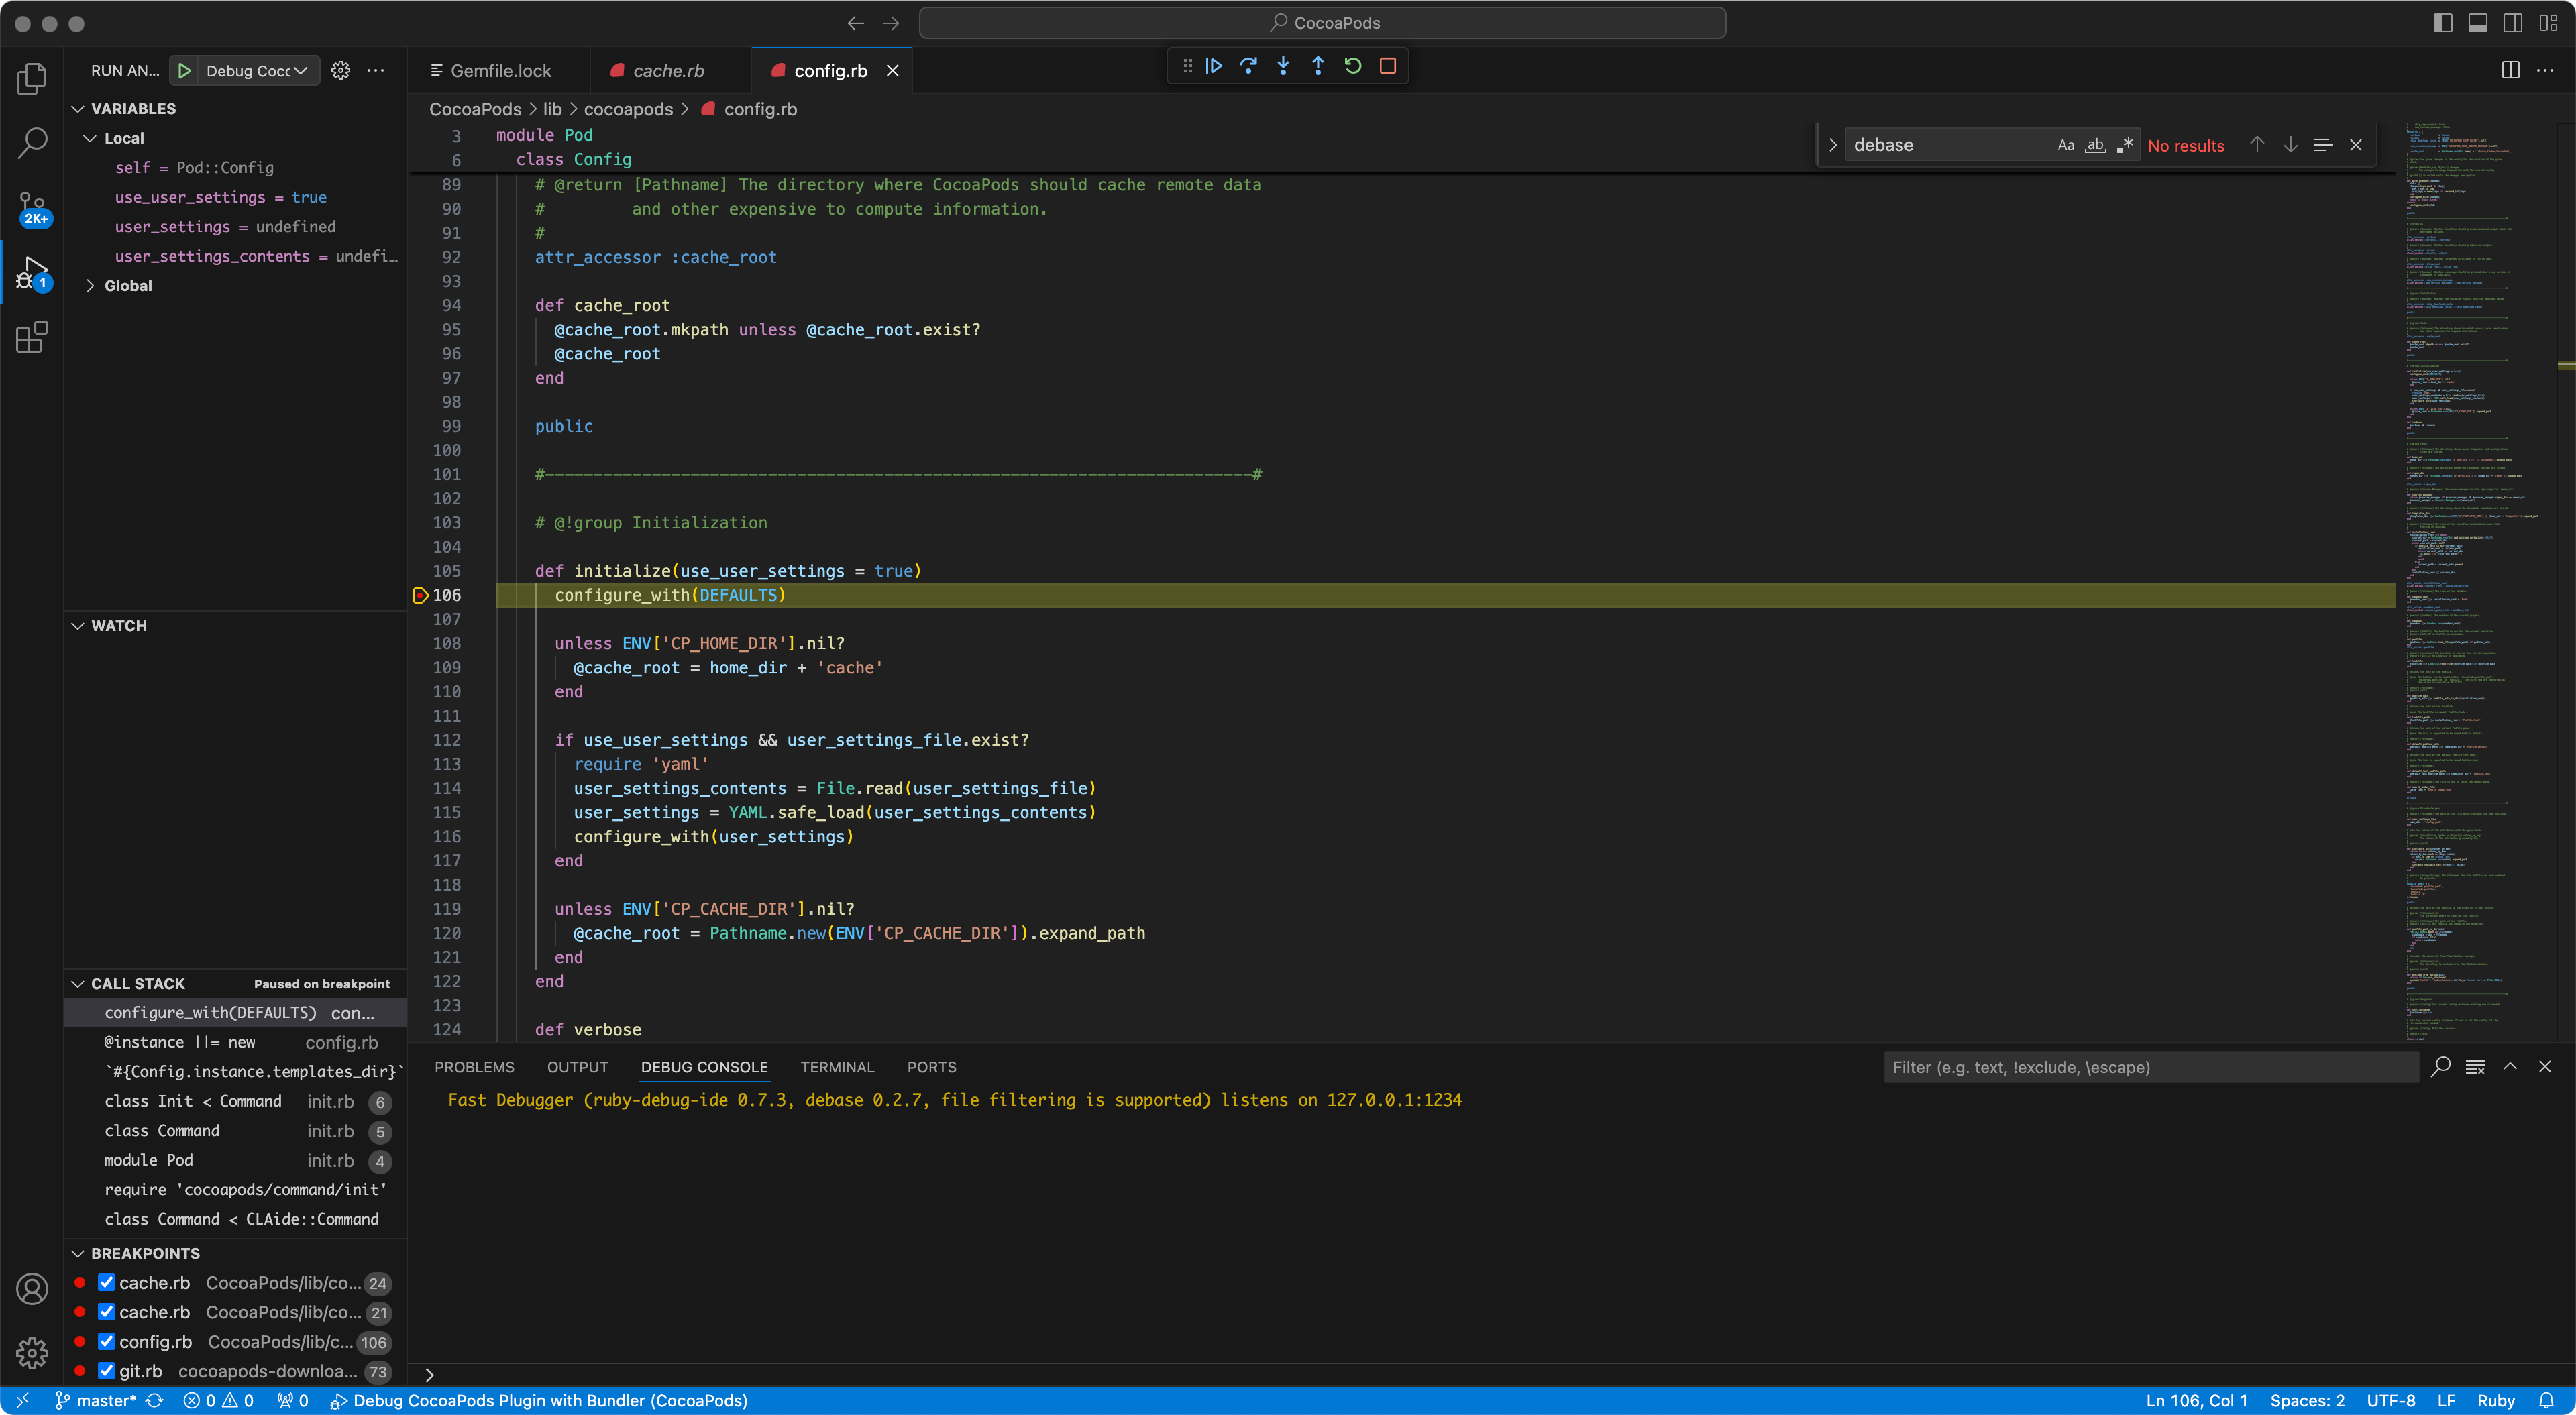 CocoaPods
RUN AN...
Debug Coco
VARIABLES
Local
self = Pod::Config
use_user_settings = true
user_settings = undefined
user_settings_contents = undefi...
Global
2K+
1
WATCH
CALL STACK Paused on breakpoint
configure_with(DEFAULTS) con...
@instance ||= new config.rb
`#{Config.instance.templates_dir}`
class Init < Command init.rb 6
class Command init.rb 5
module Pod init.rb 4
require 'cocoapods/command/init'
class Command < CLAide::Command
BREAKPOINTS
cache.rb CocoaPods/lib/co... 24
cache.rb CocoaPods/lib/co... 21
config.rb CocoaPods/lib/c... 106
git.rb cocoapods-downloa... 73
Gemfile.lock
cache.rb
config.rb
CocoaPods > lib > cocoapods > config.rb
debase Aa ab No results
3 module Pod
6 class Config
89 # @return [Pathname] The directory where CocoaPods should cache remote data
90 # and other expensive to compute information.
91 #
92 attr_accessor :cache_root
93
94 def cache_root
95 @cache_root.mkpath unless @cache_root.exist?
96 @cache_root
97 end
98
99 public
100
101 #-------------------------------------------------------------------------#
102
103 # @!group Initialization
104
105 def initialize(use_user_settings = true)
106 configure_with(DEFAULTS)
107
108 unless ENV['CP_HOME_DIR'].nil?
109 @cache_root = home_dir + 'cache'
110 end
111
112 if use_user_settings && user_settings_file.exist?
113 require 'yaml'
114 user_settings_contents = File.read(user_settings_file)
115 user_settings = YAML.safe_load(user_settings_contents)
116 configure_with(user_settings)
117 end
118
119 unless ENV['CP_CACHE_DIR'].nil?
120 @cache_root = Pathname.new(ENV['CP_CACHE_DIR']).expand_path
121 end
122 end
123
124 def verbose
PROBLEMS OUTPUT DEBUG CONSOLE TERMINAL PORTS
Filter (e.g. text, !exclude, \escape)
Fast Debugger (ruby-debug-ide 0.7.3, debase 0.2.7, file filtering is supported) listens on 127.0.0.1:1234
master* 0 0 0 Debug CocoaPods Plugin with Bundler (CocoaPods)
Ln 106, Col 1 Spaces: 2 UTF-8 LF Ruby